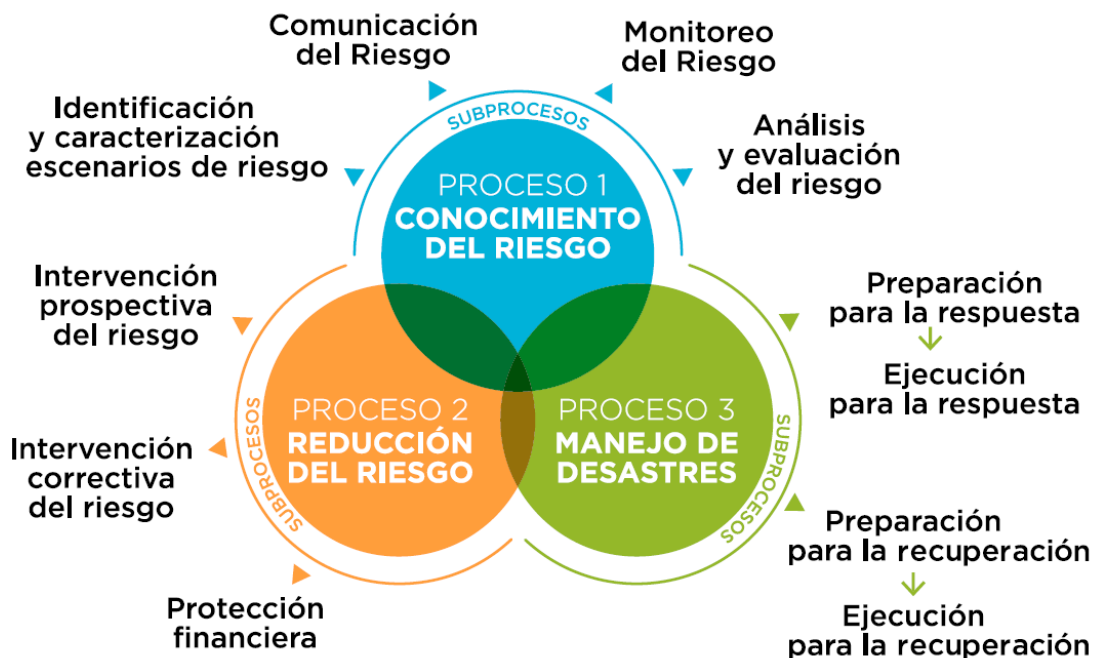 Comunicación
del Riesgo
Monitoreo
del Riesgo
Identificación
y caracterización
escenarios de riesgo
Análisis
y evaluación
del riesgo
SUBPROCESOS
PROCESO 1
CONOCIMIENTO
DEL RIESGO
Intervención
prospectiva
del riesgo
Intervención
correctiva
del riesgo
Protección
financiera
SUBPROCESOS
PROCESO 2
REDUCCIÓN
DEL RIESGO
PROCESO 3
MANEJO DE
DESASTRES
SUBPROCESOS
Preparación
para la respuesta
Ejecución
para la respuesta
Preparación
para la recuperación
Ejecución
para la recuperación